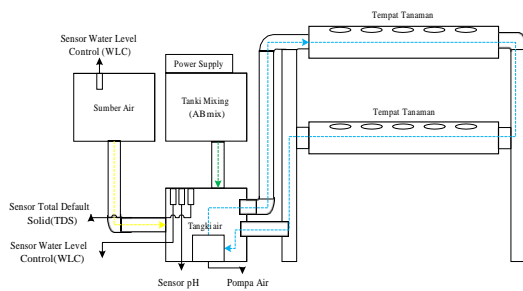 Tempat Tanaman
Sensor Water Level
Control (WLC)
Power Supply
Sumber Air
Tanki Mixing
(ABmix)
Tempat Tanaman
Sensor Total Default
Solid(TDS)
Tangki air
Sensor Water Level
Control(WLC)
Sensor pH
Pompa Air